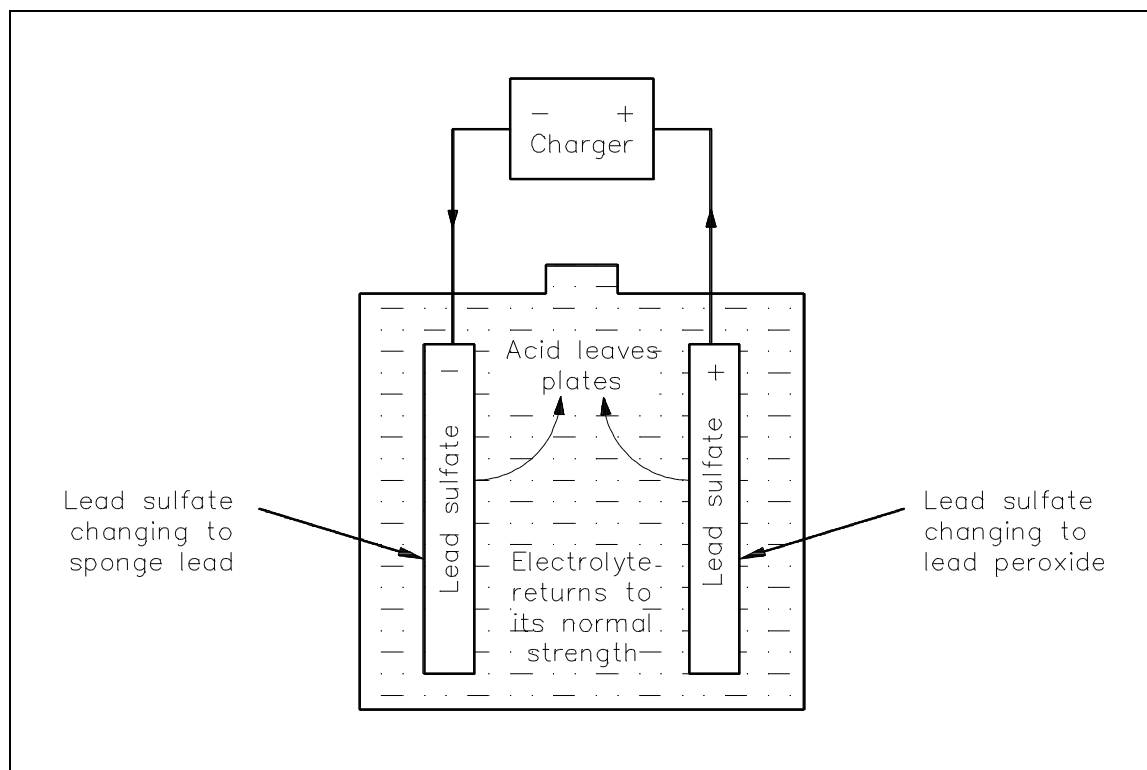 − +
Charger
Acid leaves
plates
−
Lead sulfate
+
Lead sulfate
Lead sulfate
changing to
sponge lead
Electrolyte
returns to
its normal
strength
Lead sulfate
changing to
lead peroxide